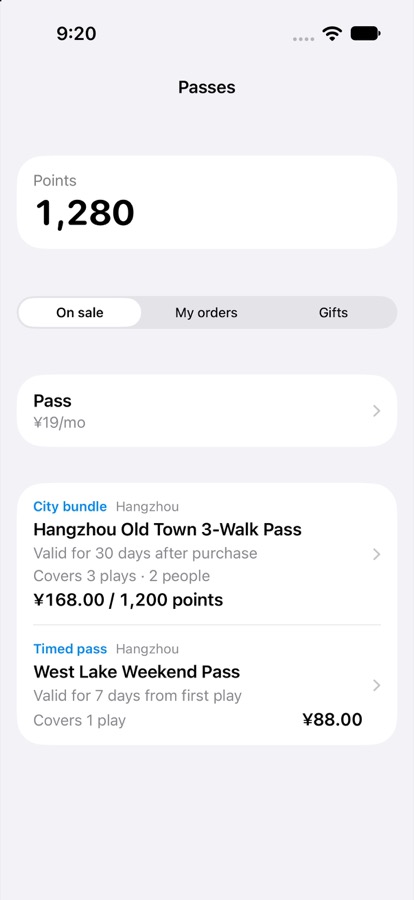 9:20
Passes
Points
1,280
On sale My orders Gifts
Pass
¥19/mo
City bundle Hangzhou
Hangzhou Old Town 3-Walk Pass
Valid for 30 days after purchase
Covers 3 plays · 2 people
¥168.00 / 1,200 points
Timed pass Hangzhou
West Lake Weekend Pass
Valid for 7 days from first play
Covers 1 play ¥88.00